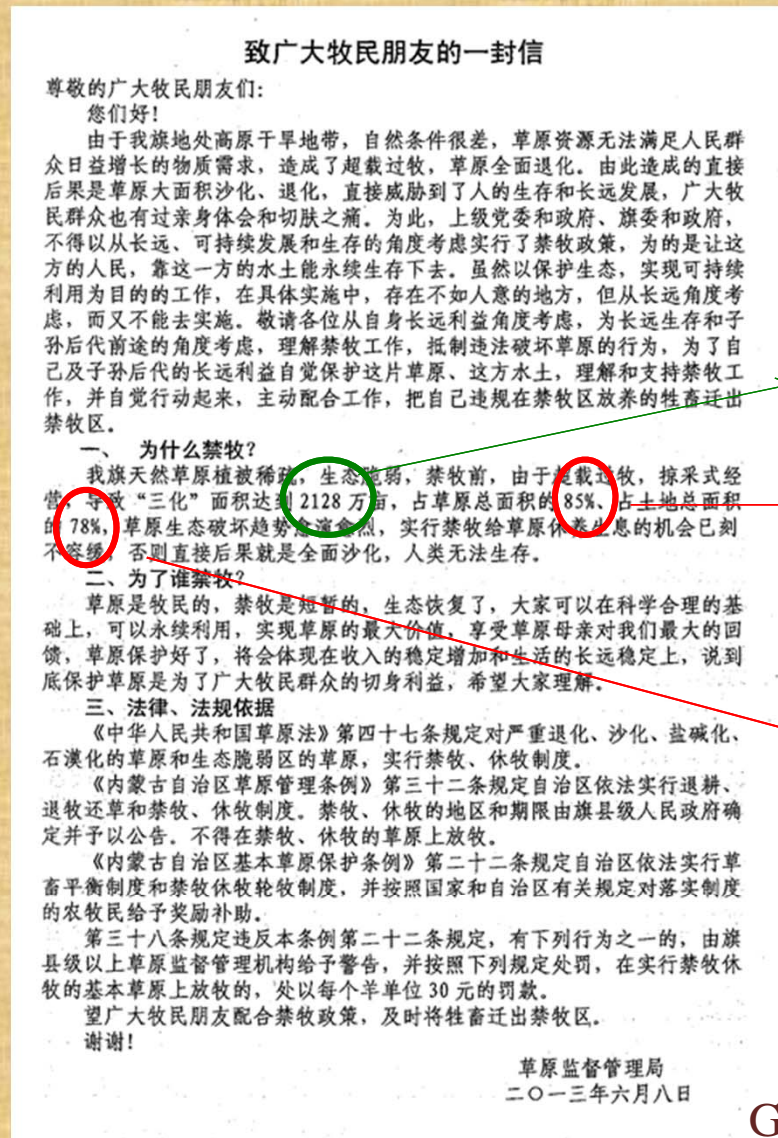 致广大牧民朋友的一封信
尊敬的广大牧民朋友们:
您们好!
由于我旗地处高原干旱地带，自然条件很差，草原资源无法满足人民群
众日益增长的物质需求，造成了超载过牧，草原全面退化。由此造成的直接
后果是草原大面积沙化、退化，直接威胁到了人的生存和长远发展，广大牧
民群众也有过亲身体会和切肤之痛。为此，上级党委和政府、旗委和政府，
不得以从长远、可持续发展和生存的角度考虑实行了禁牧政策，为的是让这
方的人民，靠这一方的水土能永续生存下去。虽然以保护生态，实现可持续
利用为目的的工作，在具体实施中，存在不如人意的地方，但从长远角度考
虑，而又不能去实施。敬请各位从自身长远利益角度考虑，为长远生存和子
孙后代前途的角度考虑，理解禁牧工作，抵制违法破坏草原的行为，为了自
己及子孙后代的长远利益自觉保护这片草原、这方水土，理解和支持禁牧工
作，并自觉行动起来，主动配合工作，把自己违规在禁牧区放养的牲畜迁出
禁牧区。
一、 为什么禁牧?
我旗天然草原植被稀疏，生态脆弱，禁牧前，由于超载过牧，掠采式经
营，导致“三化”面积达到 2128 万亩，占草原总面积的 85%、占土地总面积
的 78%，草原生态破坏趋势愈演愈烈，实行禁牧给草原休养生息的机会已刻
不容缓，否则直接后果就是全面沙化，人类无法生存。
二、为了谁禁牧?
草原是牧民的，禁牧是短暂的，生态恢复了，大家可以在科学合理的基
础上，可以永续利用，实现草原的最大价值，享受草原母亲对我们最大的回
馈，草原保护好了，将会体现在收入的稳定增加和生活的长远稳定上，说到
底保护草原是为了广大牧民群众的切身利益，希望大家理解。
三、法律、法规依据
《中华人民共和国草原法》第四十七条规定对严重退化、沙化、盐碱化、
石漠化的草原和生态脆弱区的草原，实行禁牧、休牧制度。
《内蒙古自治区草原管理条例》第三十二条规定自治区依法实行退耕、
退牧还草和禁牧、休牧制度。禁牧、休牧的地区和期限由旗县级人民政府确
定并予以公告。不得在禁牧、休牧的草原上放牧。
《内蒙古自治区基本草原保护条例》第二十二条规定自治区依法实行草
畜平衡制度和禁牧休牧轮牧制度，并按照国家和自治区有关规定对落实制度
的农牧民给予奖励补助。
第三十八条规定违反本条例第二十二条规定，有下列行为之一的，由旗
县级以上草原监督管理机构给予警告，并按照下列规定处罚，在实行禁牧休
牧的基本草原上放牧的，处以每个羊单位 30 元的罚款。
望广大牧民朋友配合禁牧政策，及时将牲畜迁出禁牧区。
谢谢!
草原监督管理局
二〇一三年六月八日
G